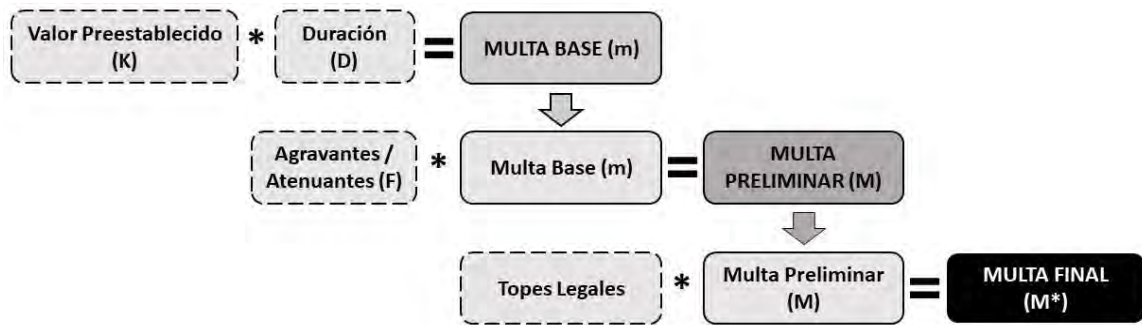 Valor Preestablecido
(K)
*
Duración
(D)
=
MULTA BASE (m)
Agravantes /
Atenuantes (F)
*
Multa Base (m)
=
MULTA
PRELIMINAR (M)
Topes Legales
*
Multa Preliminar
(M)
=
MULTA FINAL
(M*)